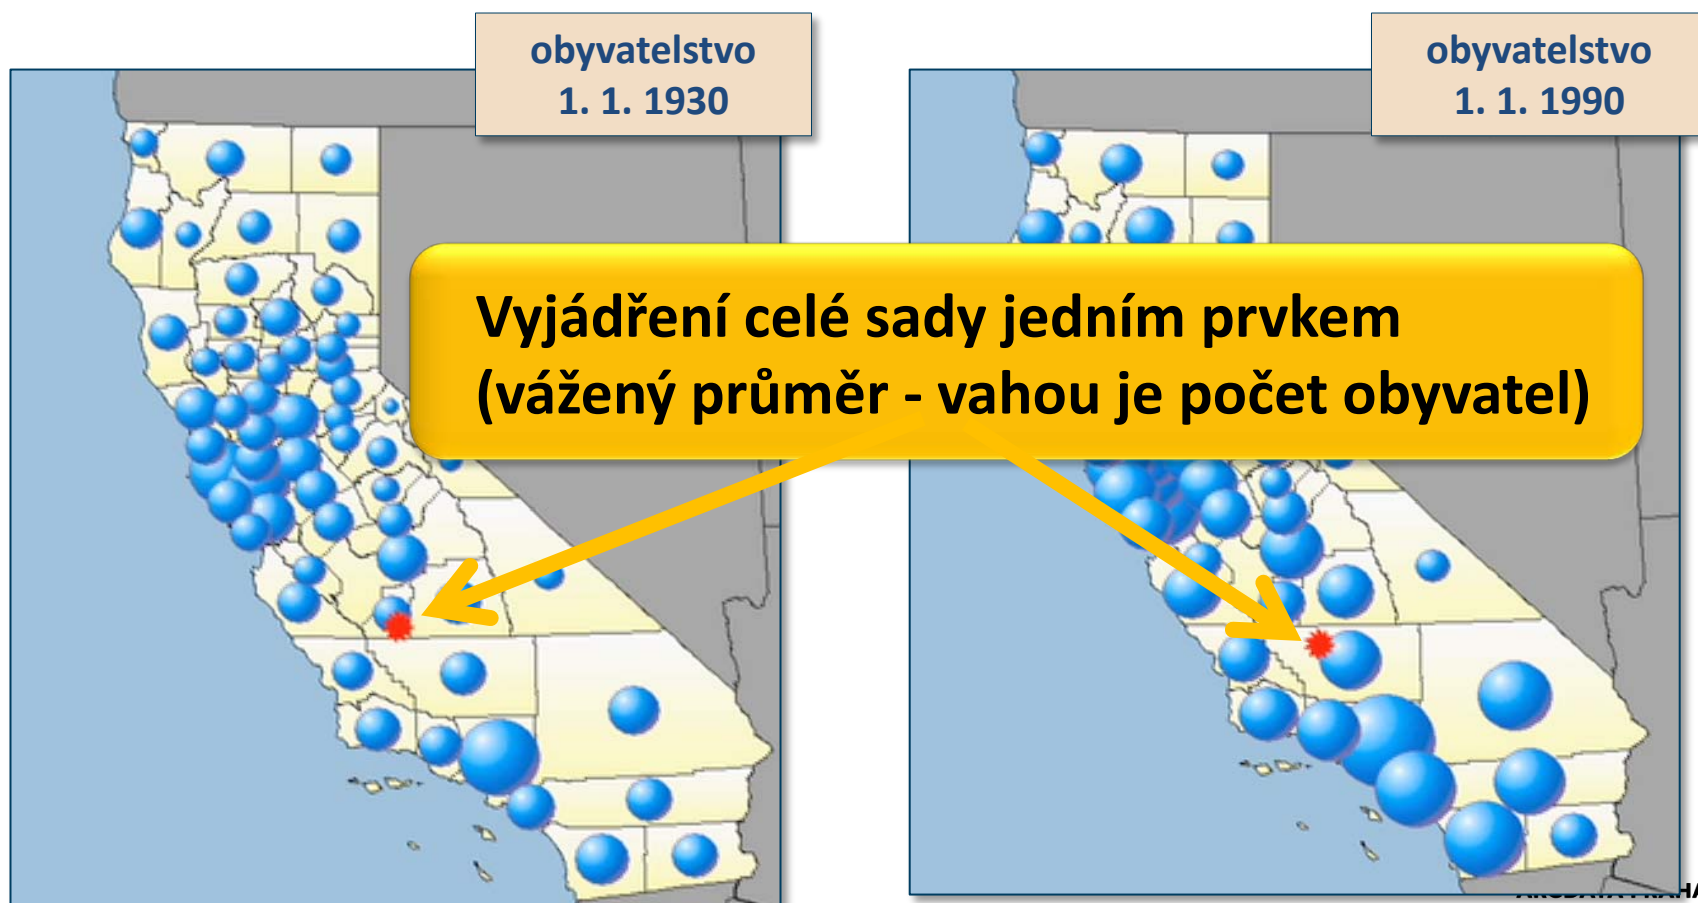 obyvatelstvo
1. 1. 1930
obyvatelstvo
1. 1. 1990
Vyjádření celé sady jedním prvkem
(vážený průměr - vahou je počet obyvatel)